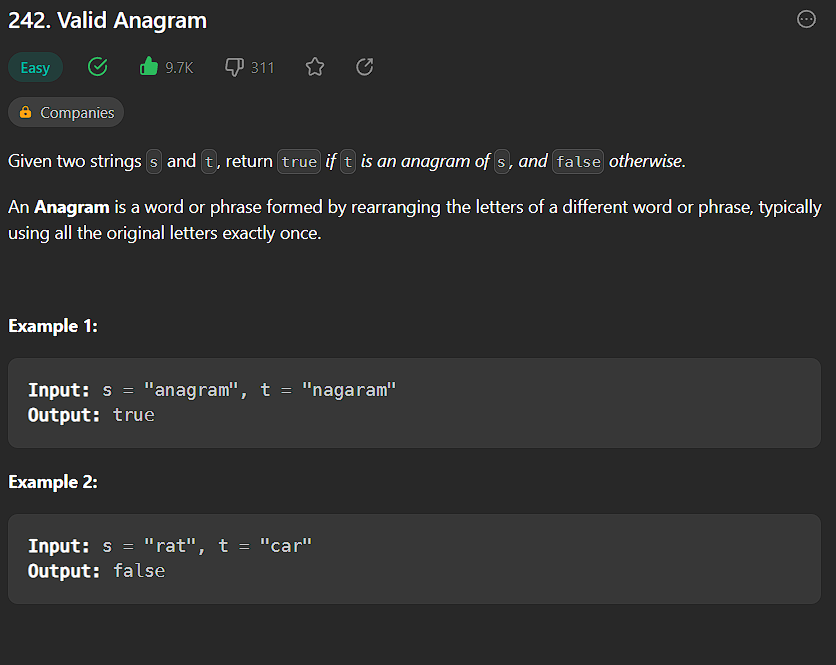 242. Valid Anagram
Easy 9.7K 311
Companies
Given two strings s and t, return true if t is an anagram of s, and false otherwise.
An Anagram is a word or phrase formed by rearranging the letters of a different word or phrase, typically
using all the original letters exactly once.
Example 1:
Input: s = "anagram", t = "nagaram"
Output: true
Example 2:
Input: s = "rat", t = "car"
Output: false